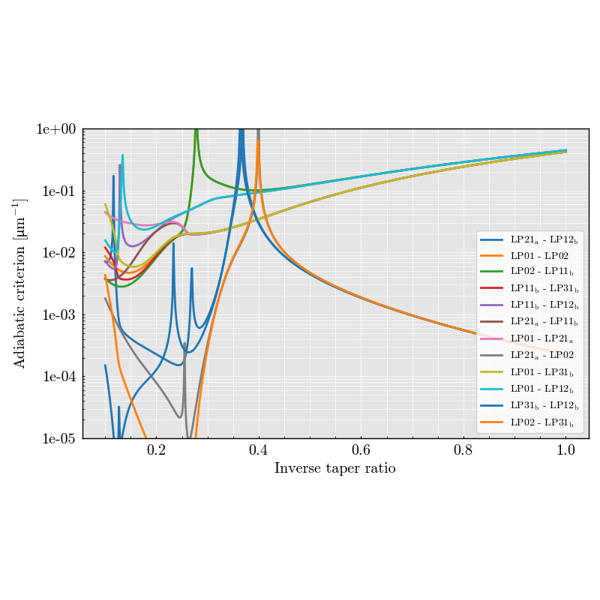 1e+00
1e-01
1e-02
1e-03
1e-04
1e-05
Adiabatic criterion [µm⁻¹]
0.2 0.4 0.6 0.8 1.0
Inverse taper ratio
LP21a - LP12b
LP01 - LP02
LP02 - LP11b
LP11b - LP31b
LP11b - LP12b
LP21a - LP11b
LP01 - LP21a
LP21a - LP02
LP01 - LP31b
LP01 - LP12b
LP31b - LP12b
LP02 - LP31b